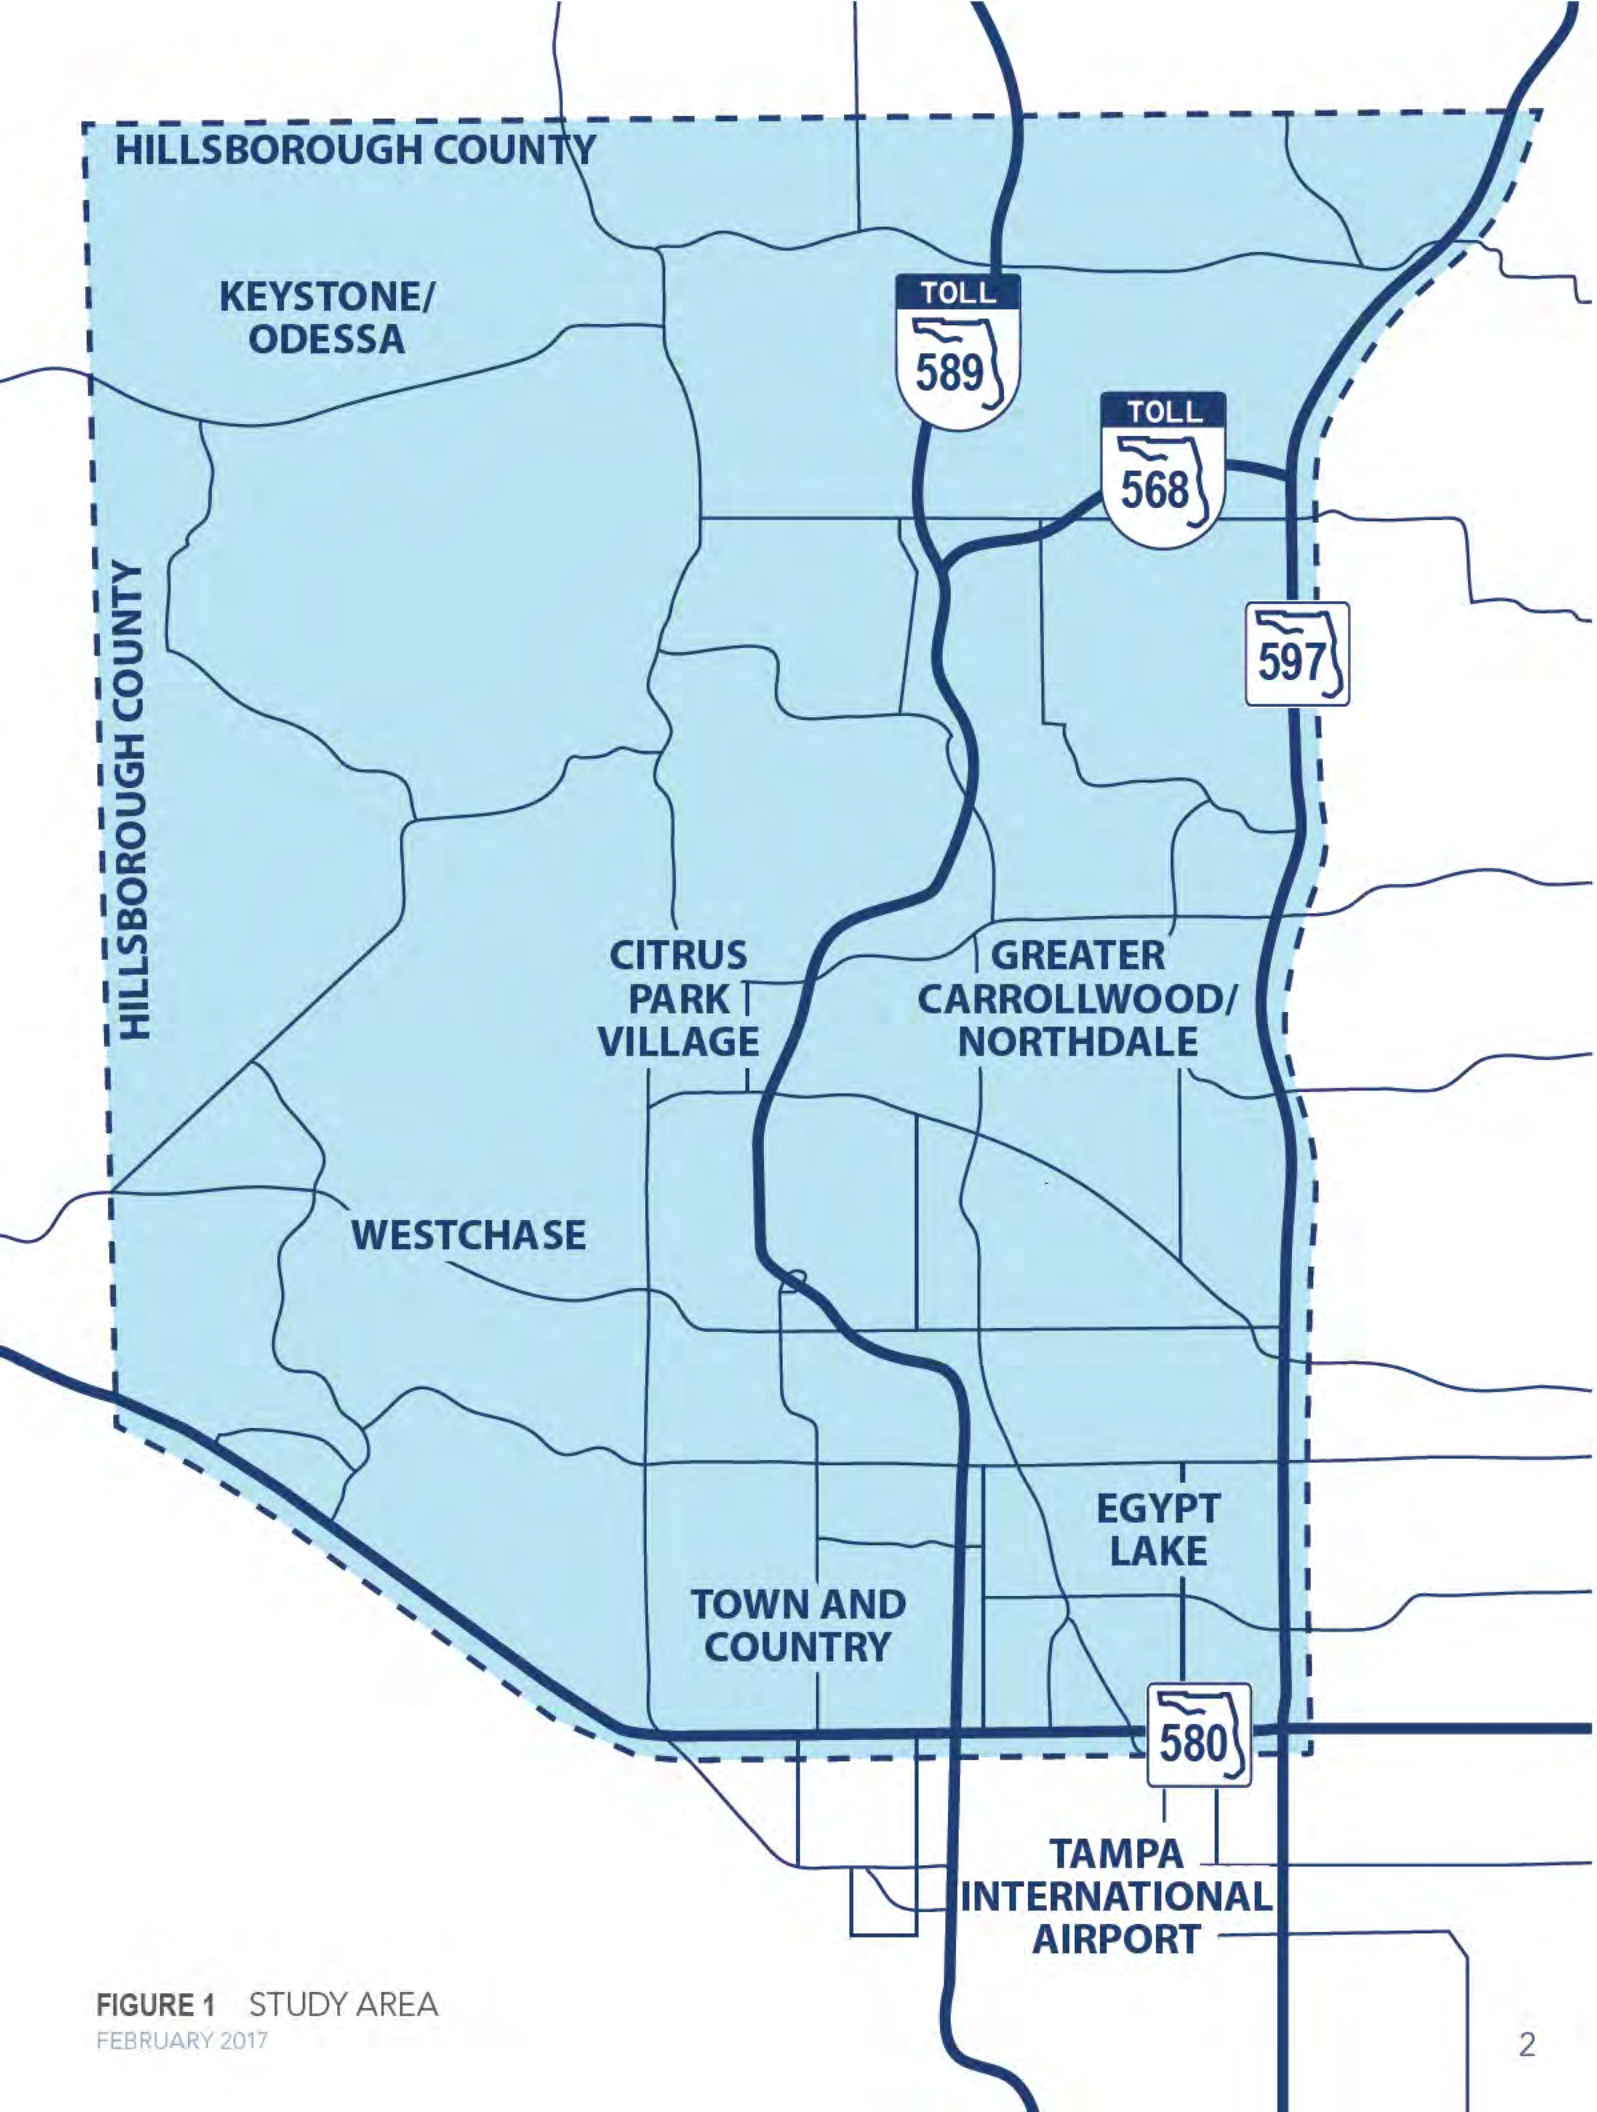 HILLSBOROUGH COUNTY
KEYSTONE/
ODESSA
TOLL
589
TOLL
568
HILLSBOROUGH COUNTY
597
CITRUS
PARK
VILLAGE
GREATER
CARROLLWOOD/
NORTHDALE
WESTCHASE
EGYPT
LAKE
TOWN AND
COUNTRY
580
TAMPA
INTERNATIONAL
AIRPORT
FIGURE 1 STUDY AREA
FEBRUARY 2017
2